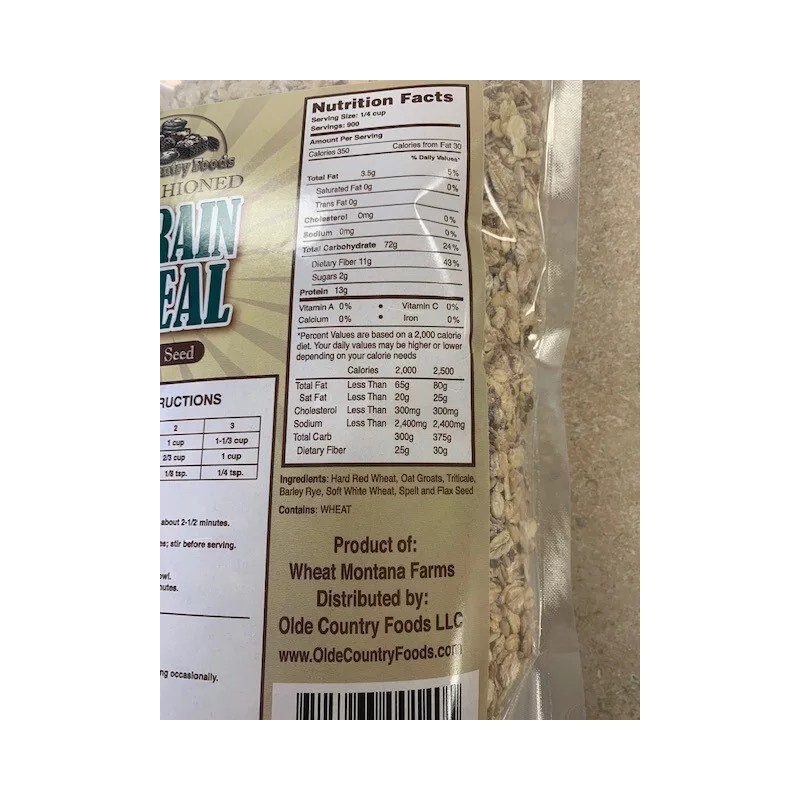 Country Foods
HIONED
RAIN
EAL
Seed
RUCTIONS
2 3
1 cup 1-1/3 cup
2/3 cup 1 cup
1/8 tsp. 1/4 tsp.
about 2-1/2 minutes.
es; stir before serving.
owl.
nutes.
ng occasionally.
Nutrition Facts
Serving Size: 1/4 cup
Servings: 900
Amount Per Serving
Calories 350 Calories from Fat 30
% Daily Values*
Total Fat 3.5g 5%
Saturated Fat 0g 0%
Trans Fat 0g
Cholesterol 0mg 0%
Sodium 0mg 0%
Total Carbohydrate 72g 24%
Dietary Fiber 11g 43%
Sugars 2g
Protein 13g
Vitamin A 0% • Vitamin C 0%
Calcium 0% • Iron 0%
*Percent Values are based on a 2,000 calorie
diet. Your daily values may be higher or lower
depending on your calorie needs
Calories 2,000 2,500
Total Fat Less Than 65g 80g
Sat Fat Less Than 20g 25g
Cholesterol Less Than 300mg 300mg
Sodium Less Than 2,400mg 2,400mg
Total Carb 300g 375g
Dietary Fiber 25g 30g
Ingredients: Hard Red Wheat, Oat Groats, Triticale,
Barley Rye, Soft White Wheat, Spelt and Flax Seed
Contains: WHEAT
Product of:
Wheat Montana Farms
Distributed by:
Olde Country Foods LLC
www.OldeCountryFoods.com